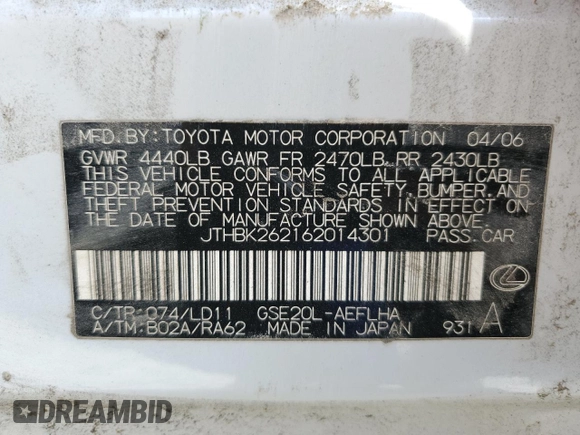 MFD. BY: TOYOTA MOTOR CORPORATION 04/06
GVWR 4440LB GAWR FR 2470LB RR 2430LB
THIS VEHICLE CONFORMS TO ALL APPLICABLE
FEDERAL MOTOR VEHICLE SAFETY, BUMPER, AND
THEFT PREVENTION STANDARDS IN EFFECT ON
THE DATE OF MANUFACTURE SHOWN ABOVE.
JTHBK262162014301 PASS. CAR
C/TR: Q74/LD11 GSE20L-AEFLHA
A/TM: B02A/RA62 MADE IN JAPAN 931 A
DREAMBID